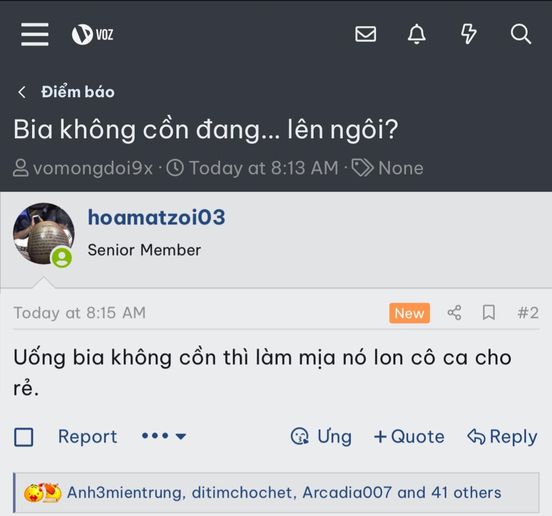 VOZ
Điểm báo
Bia không cồn đang... lên ngôi?
vomongdoi9x · Today at 8:13 AM · None
hoamatzoi03
Senior Member
Today at 8:15 AM New #2
Uống bia không cồn thì làm mịa nó lon cô ca cho
rẻ.
Report ••• Ưng +Quote Reply
Anh3mientrung, ditimchochet, Arcadia007 and 41 others